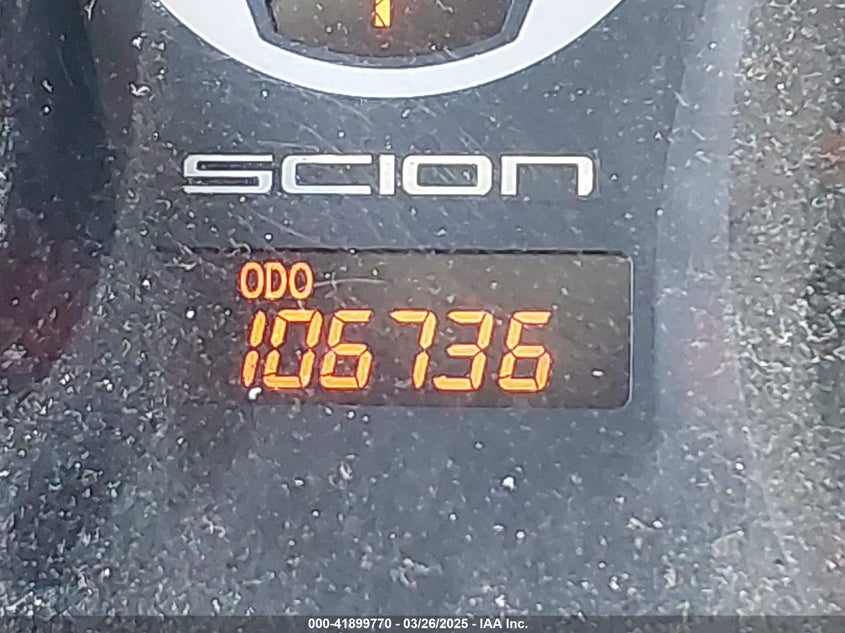 SCION
ODO
106736
000-41899770 - 03/26/2025 - IAA Inc.